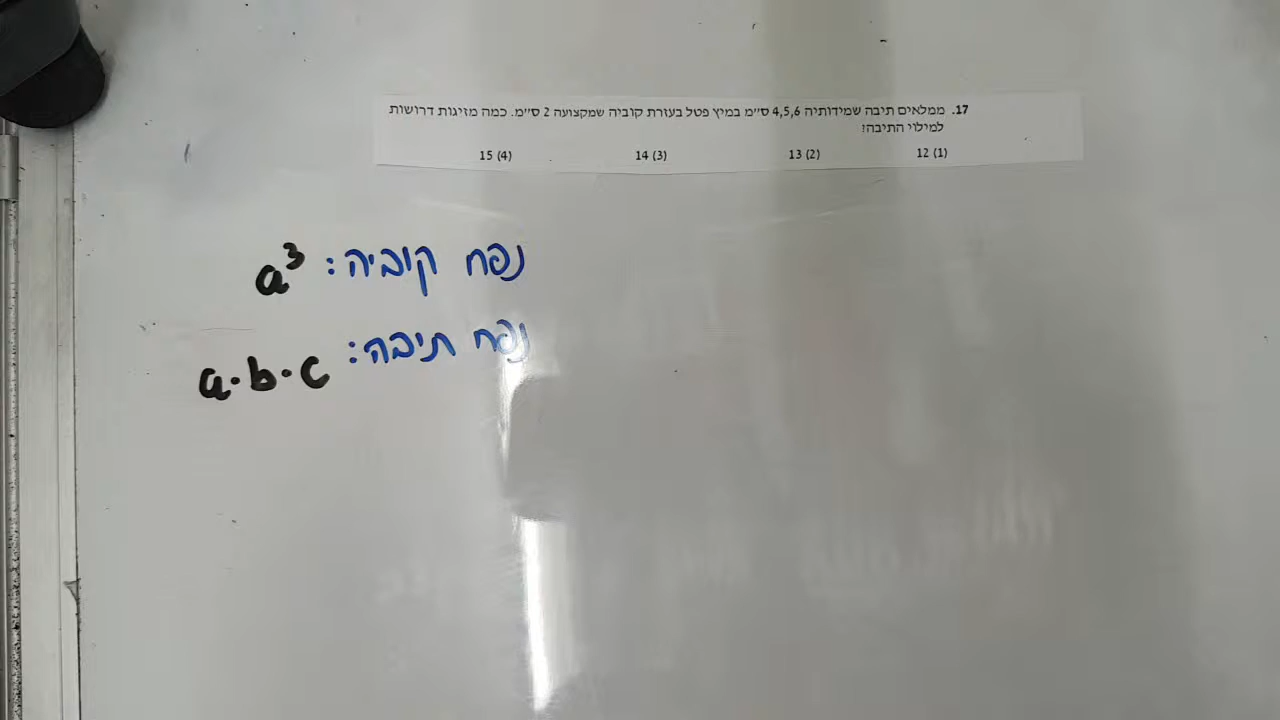 17. ממלאים תיבה שמידותיה 4,5,6 ס״מ במיץ פטל בעזרת קוביה שמקצועה 2 ס״מ. כמה מזיגות דרושות
למילוי התיבה?
(1) 12 (2) 13 (3) 14 (4) 15
נפח קוביה: a³
נפח תיבה: a·b·c